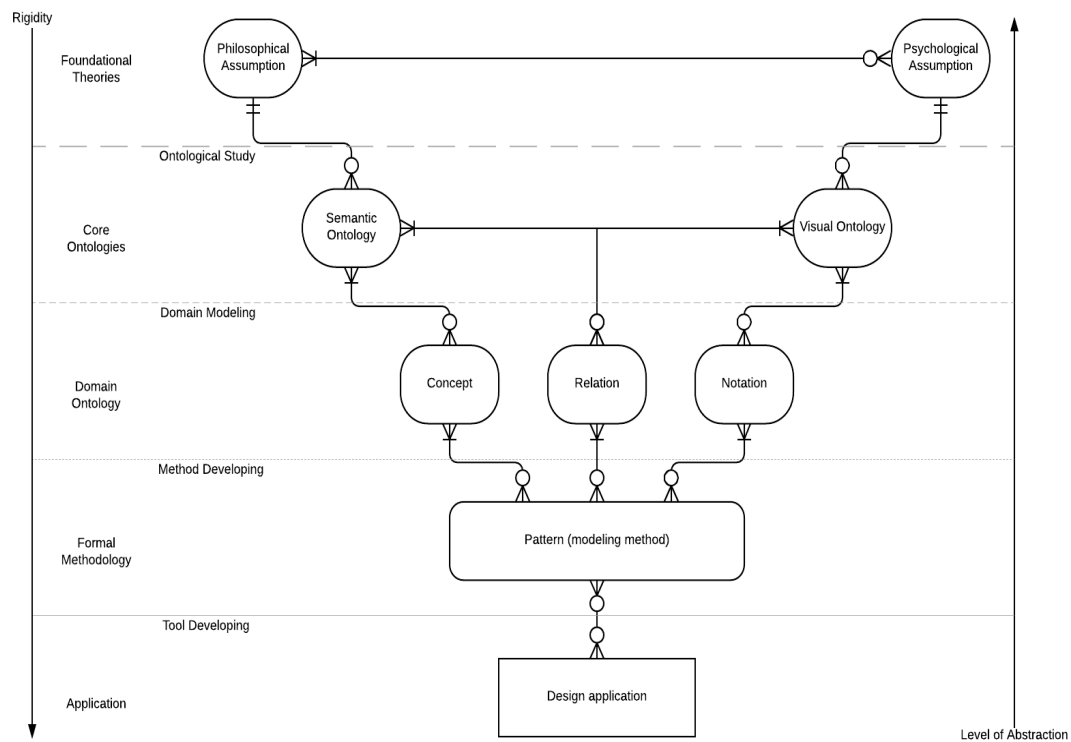 Rigidity
Foundational
Theories
Philosophical
Assumption
Psychological
Assumption
Ontological Study
Core
Ontologies
Semantic
Ontology
Visual Ontology
Domain Modeling
Domain
Ontology
Concept
Relation
Notation
Method Developing
Formal
Methodology
Pattern (modeling method)
Tool Developing
Application
Design application
Level of Abstraction